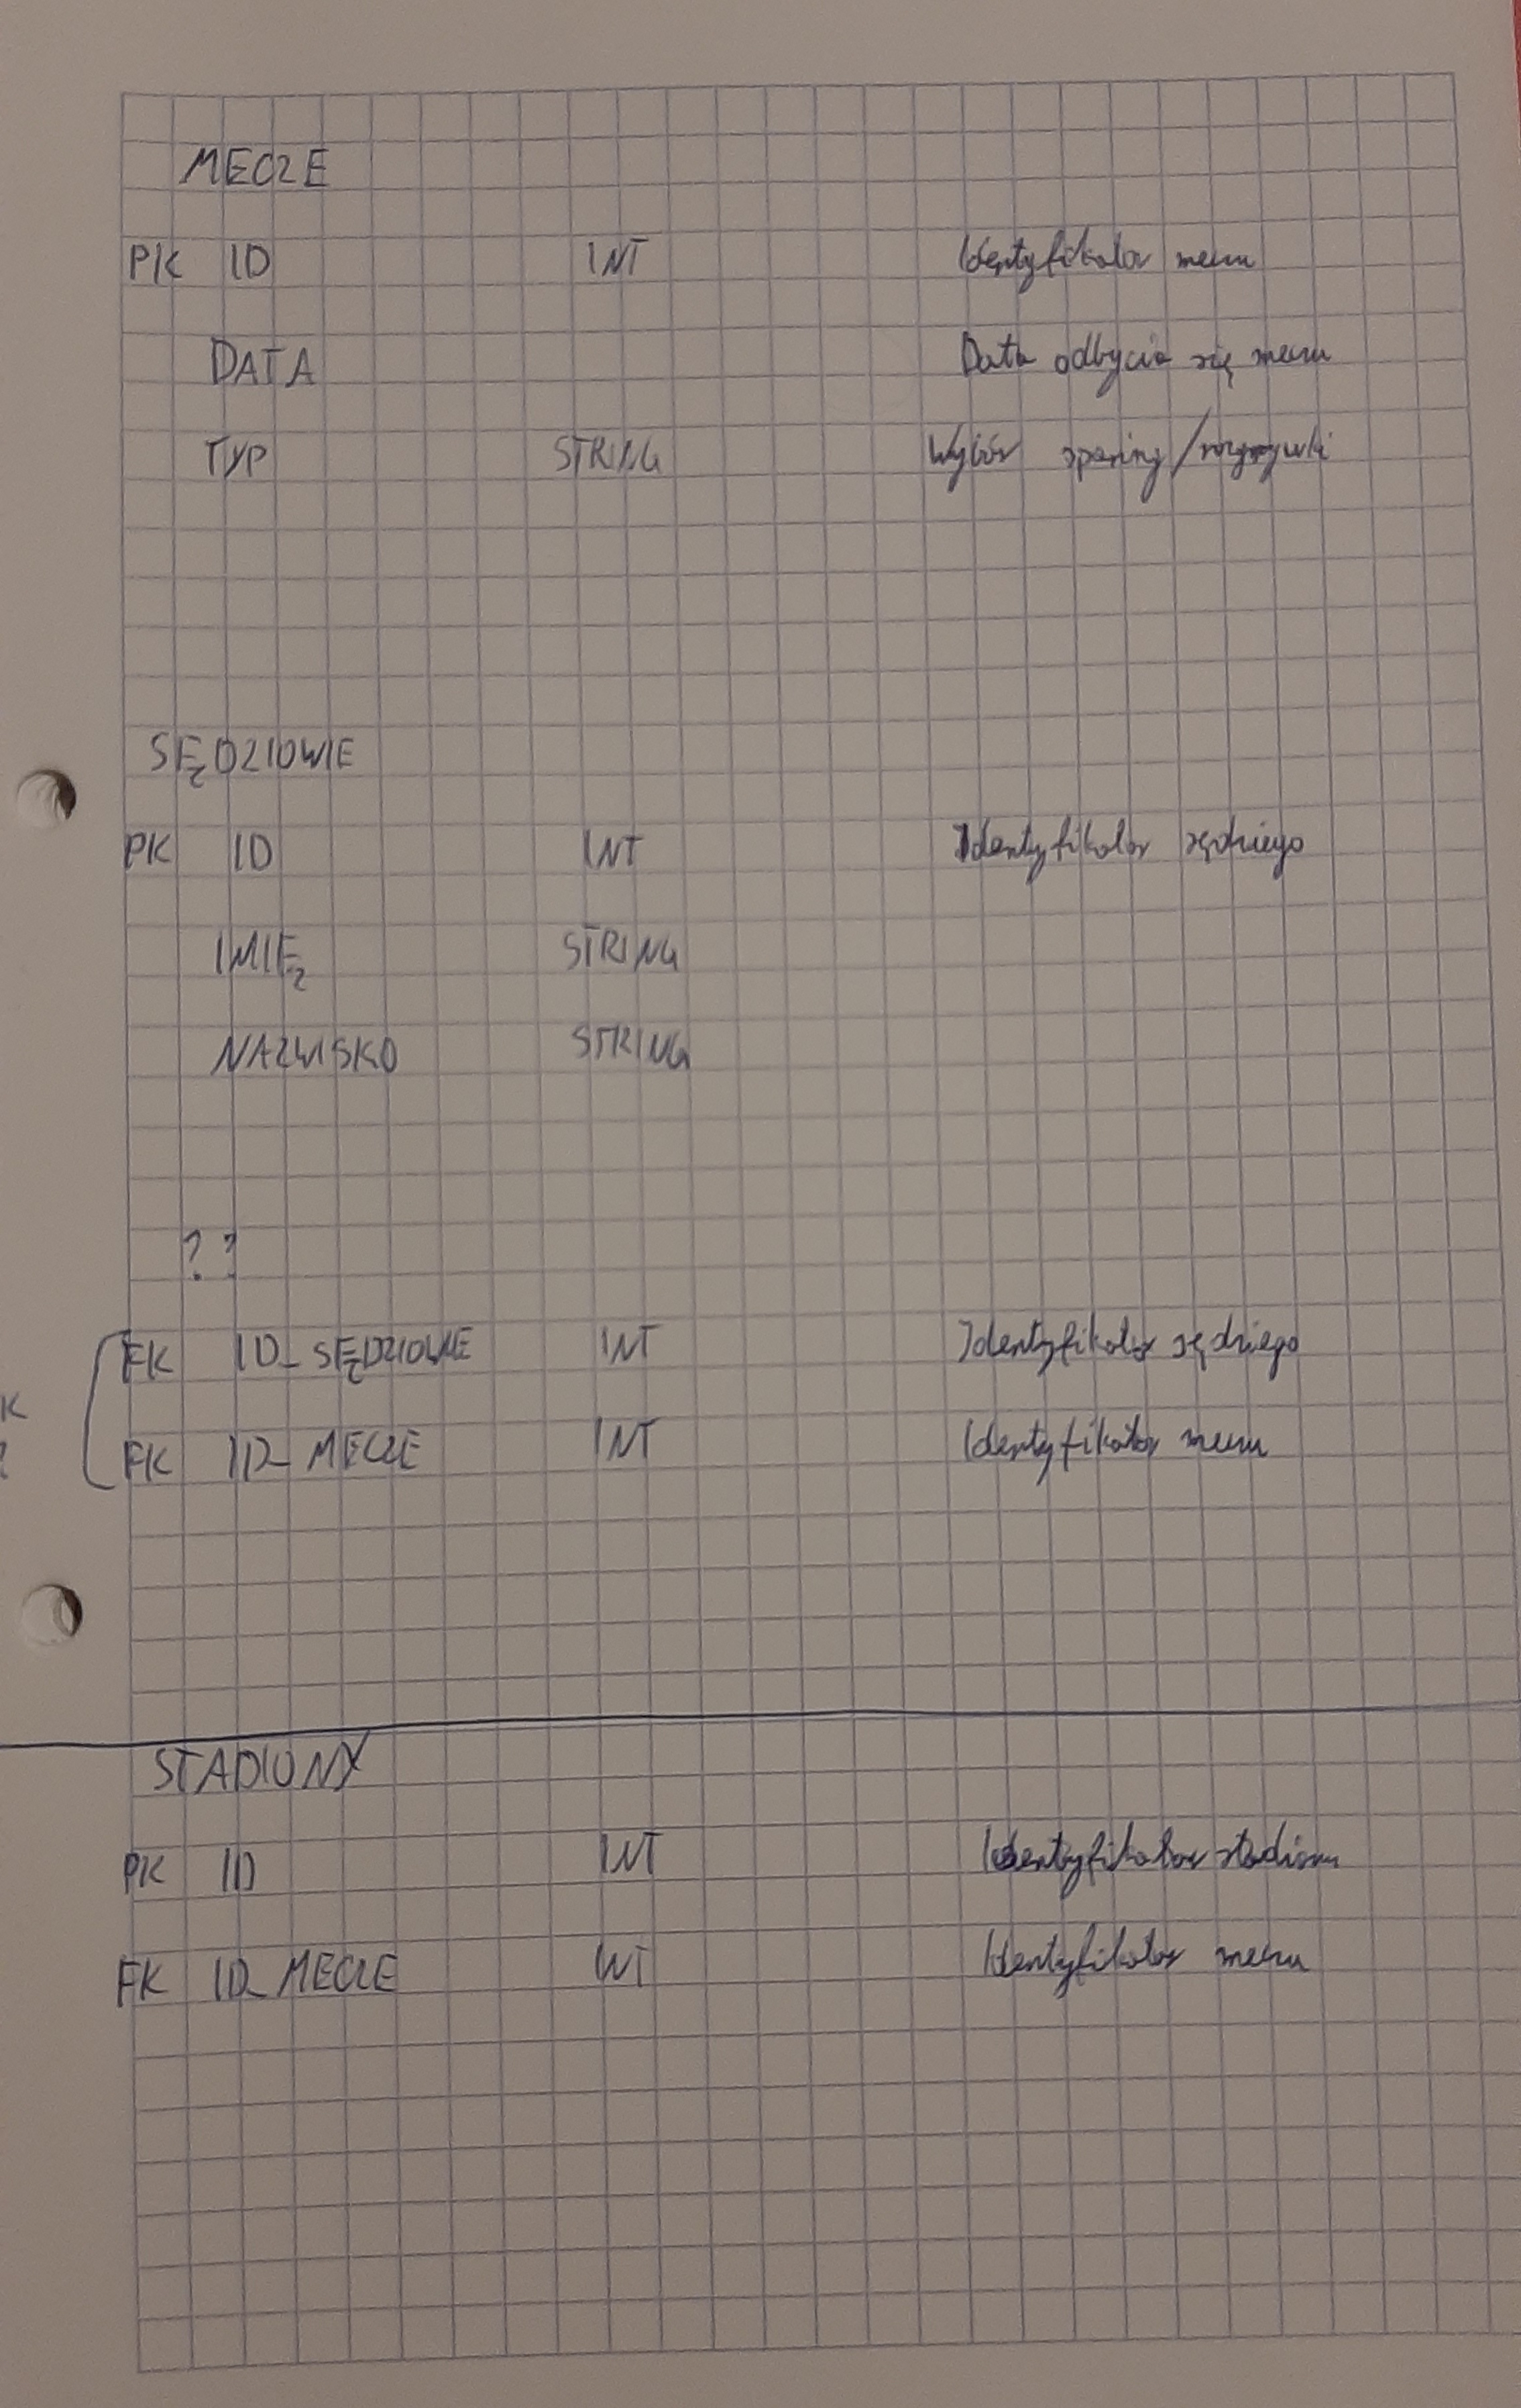 MECZE
PK ID INT Identyfikator meczu
DATA Data odbycia się meczu
TYP STRING Wybór sparing/rozgrywki
SĘDZIOWIE
PK ID INT Identyfikator sędziego
IMIĘ STRING
NAZWISKO STRING
? ?
FK ID_SĘDZIOWIE INT Identyfikator sędziego
K
FK ID_MECZE INT Identyfikator meczu
?
STADIONY
PK ID INT Identyfikator stadionu
FK ID_MECZE INT Identyfikator meczu